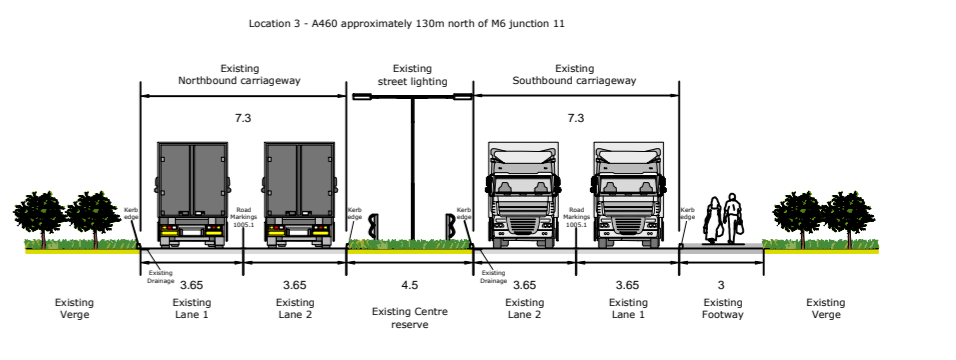 Location 3 - A460 approximately 130m north of M6 junction 11
Existing
Northbound carriageway
Existing
street lighting
Existing
Southbound carriageway
7.3
7.3
Kerb
edge
Road
Markings
1005.1
Kerb
edge
Kerb
edge
Road
Markings
1005.1
Kerb
edge
Existing
Drainage
Existing
Drainage
3.65
3.65
4.5
3.65
3.65
3
Existing
Verge
Existing
Lane 1
Existing
Lane 2
Existing Centre
reserve
Existing
Lane 2
Existing
Lane 1
Existing
Footway
Existing
Verge